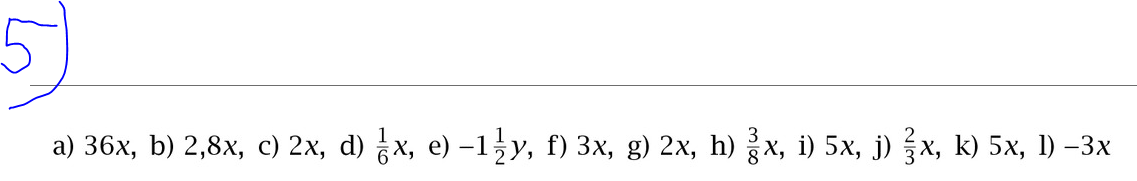 5)
a) 36x, b) 2,8x, c) 2x, d) 1/6 x, e) –1 1/2 y, f) 3x, g) 2x, h) 3/8 x, i) 5x, j) 2/3 x, k) 5x, l) –3x